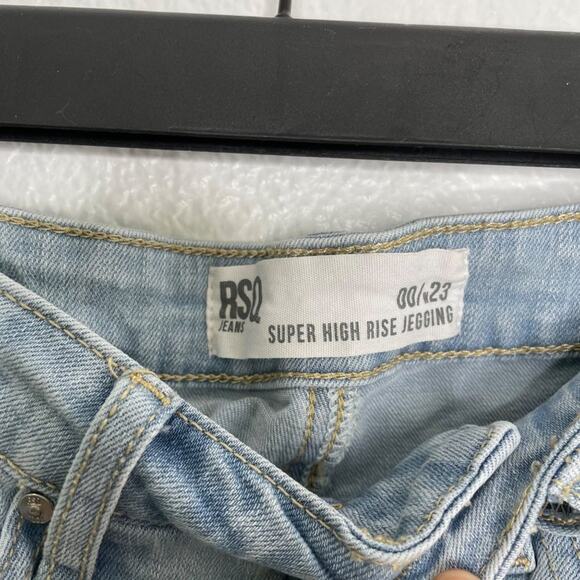 RSQ
JEANS
00/23
SUPER HIGH RISE JEGGING